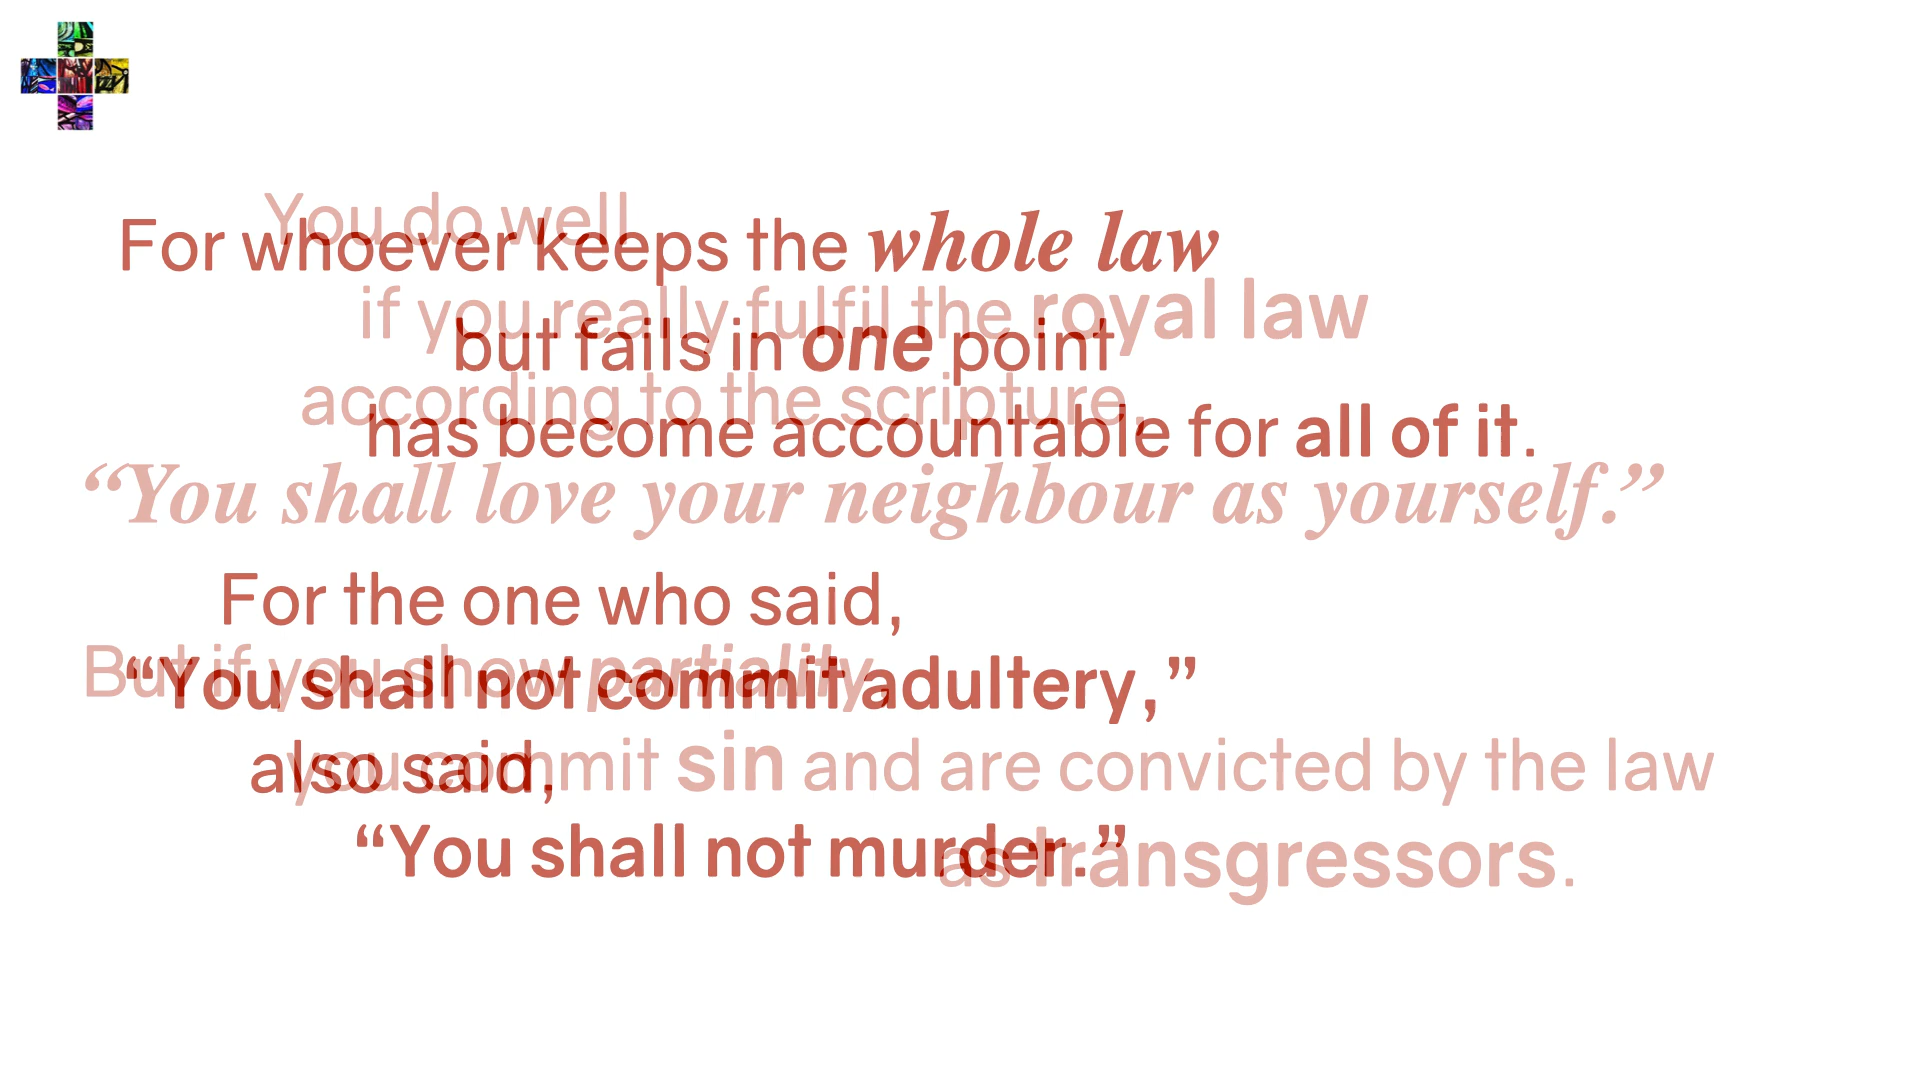 You do well
For whoever keeps the whole law
if you really fulfil the royal law
but fails in one point
according to the scripture,
has become accountable for all of it.
“You shall love your neighbour as yourself.”
For the one who said,
But if you show partiality,
“You shall not commit adultery,”
you commit sin and are convicted by the law
also said,
“You shall not murder.”
as transgressors.